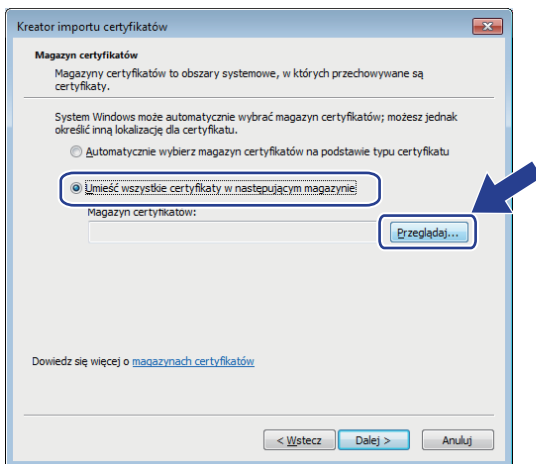 Kreator importu certyfikatów
Magazyn certyfikatów
Magazyny certyfikatów to obszary systemowe, w których przechowywane są
certyfikaty.
System Windows może automatycznie wybrać magazyn certyfikatów; możesz jednak
określić inną lokalizację dla certyfikatu.
Automatycznie wybierz magazyn certyfikatów na podstawie typu certyfikatu
Umieść wszystkie certyfikaty w następującym magazynie
Magazyn certyfikatów:
Przeglądaj...
Dowiedz się więcej o magazynach certyfikatów
< Wstecz Dalej > Anuluj